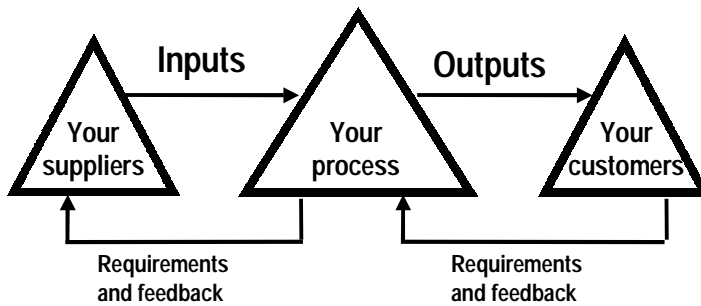 Inputs
Outputs
Your
suppliers
Your
process
Your
customers
Requirements
and feedback
Requirements
and feedback